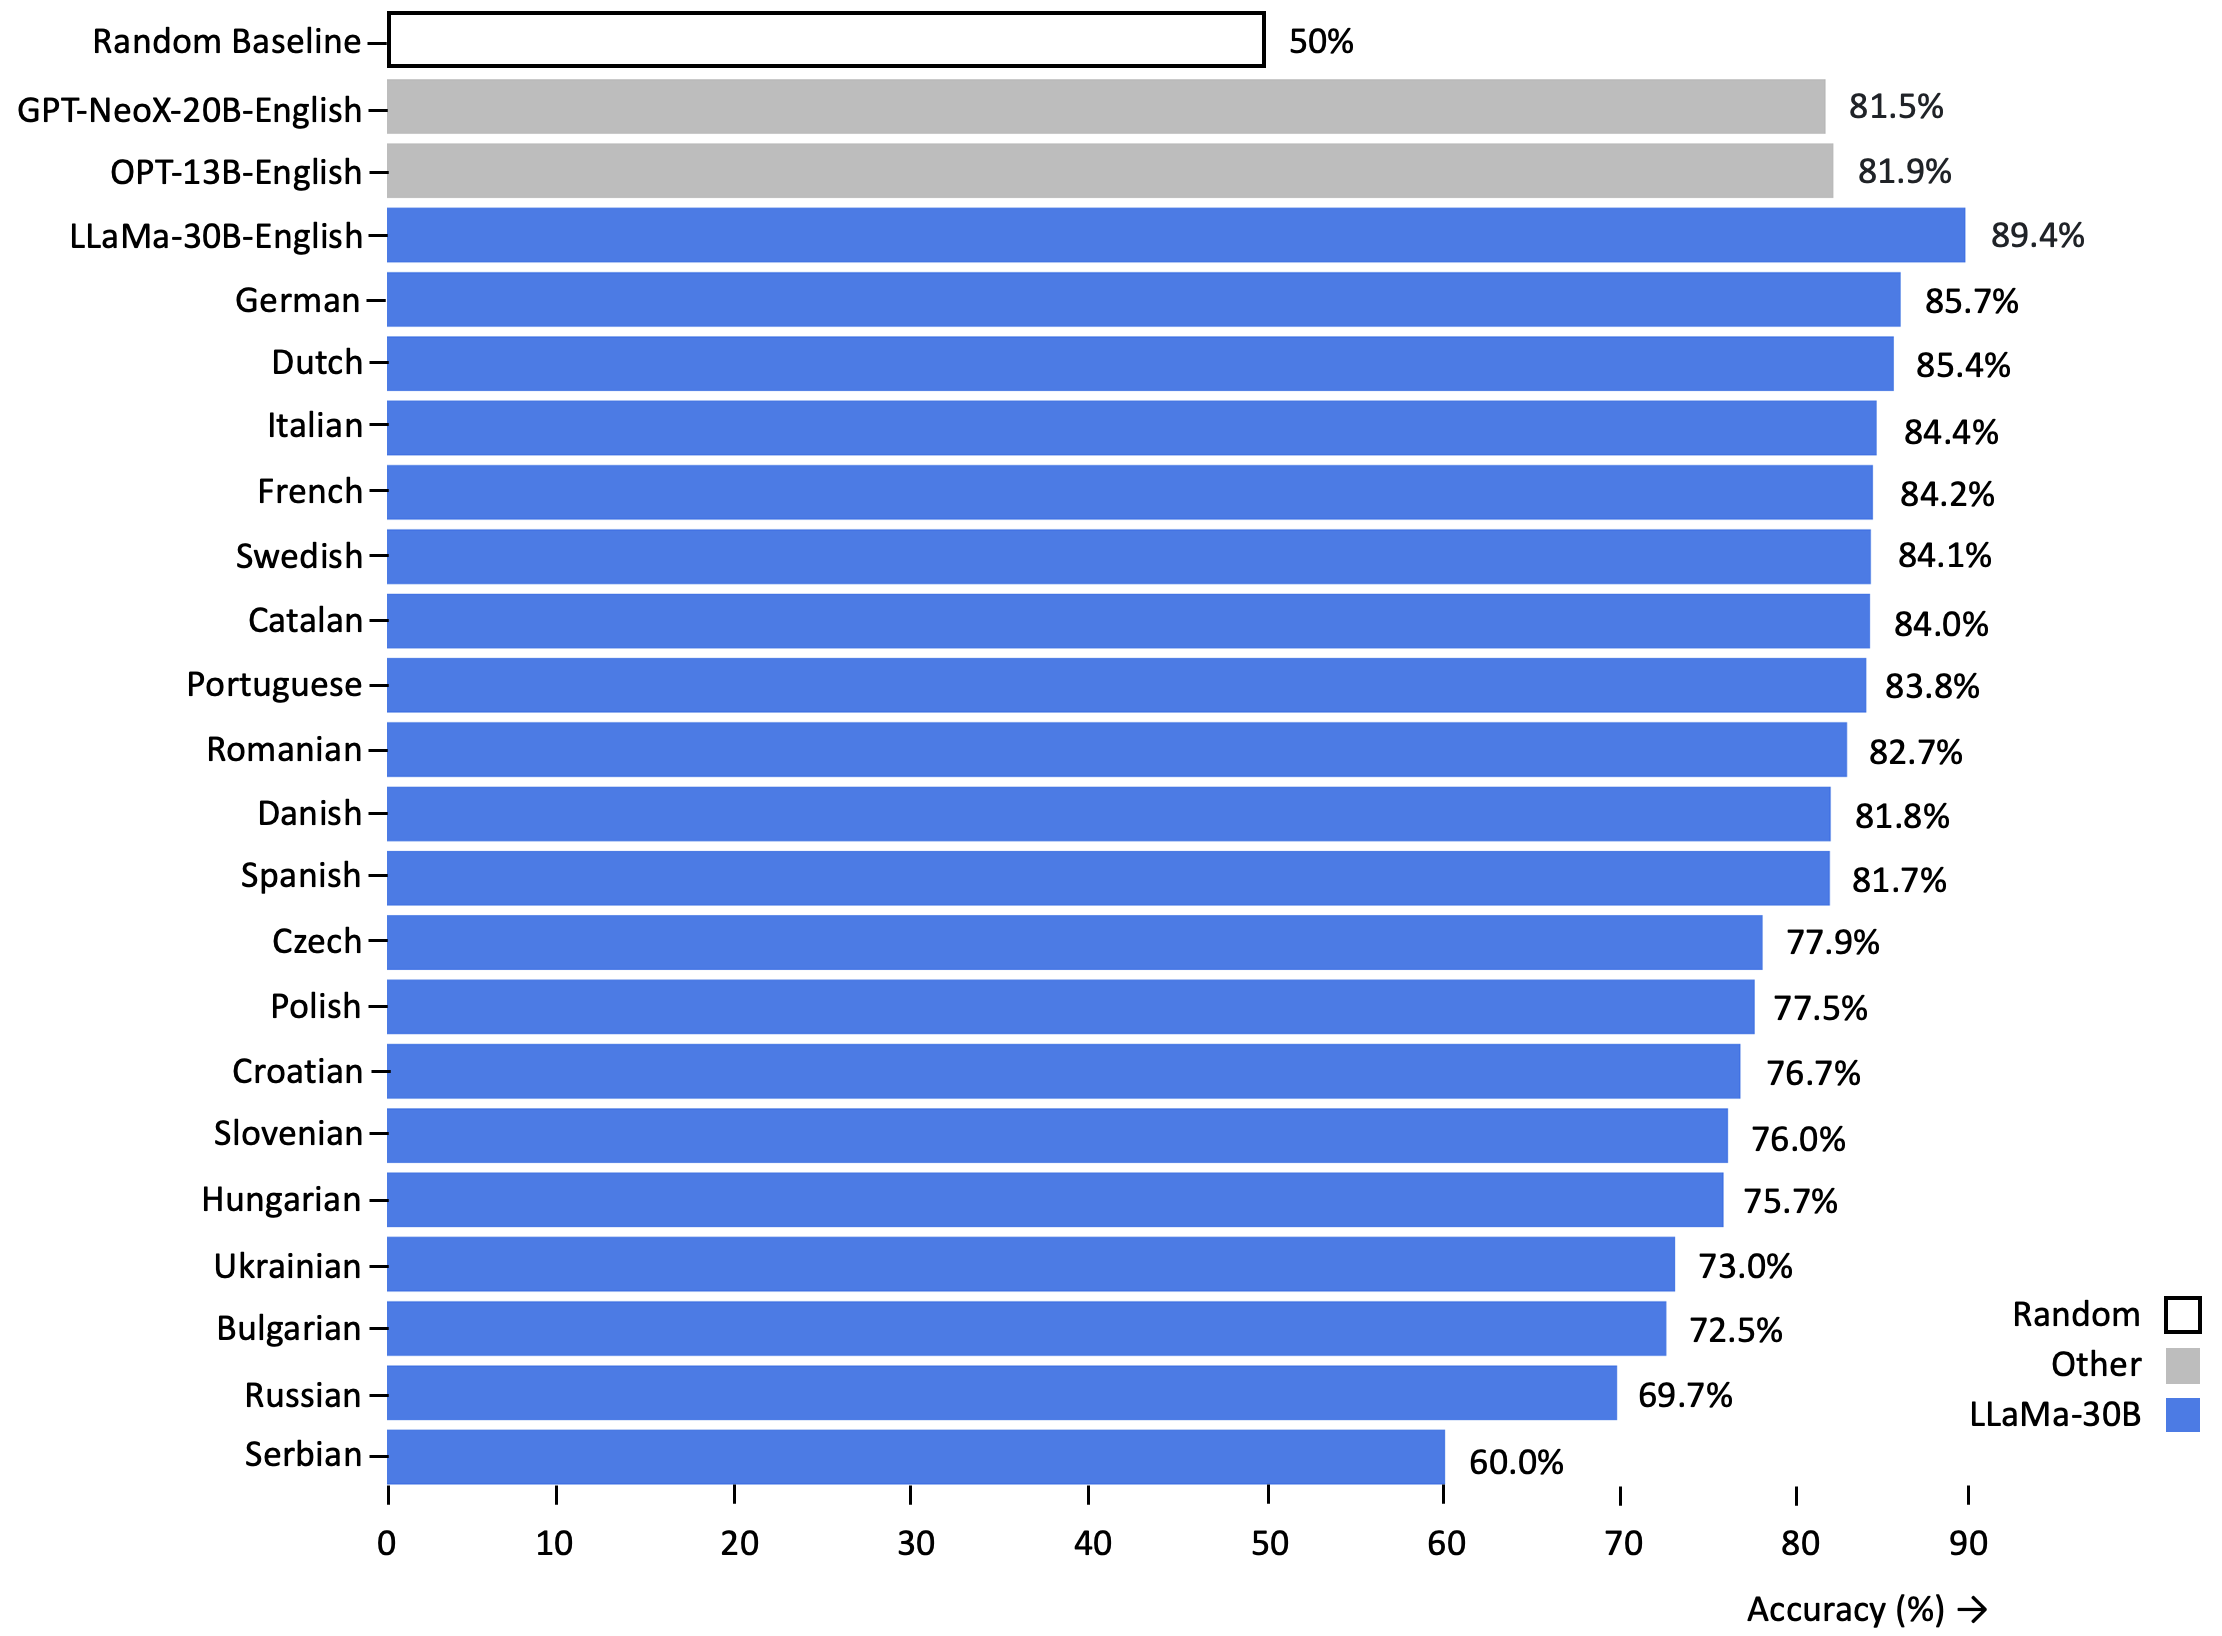 Random Baseline 50%
GPT-NeoX-20B-English 81.5%
OPT-13B-English 81.9%
LLaMa-30B-English 89.4%
German 85.7%
Dutch 85.4%
Italian 84.4%
French 84.2%
Swedish 84.1%
Catalan 84.0%
Portuguese 83.8%
Romanian 82.7%
Danish 81.8%
Spanish 81.7%
Czech 77.9%
Polish 77.5%
Croatian 76.7%
Slovenian 76.0%
Hungarian 75.7%
Ukrainian 73.0%
Bulgarian 72.5%
Russian 69.7%
Serbian 60.0%
Random
Other
LLaMa-30B
0 10 20 30 40 50 60 70 80 90
Accuracy (%) →